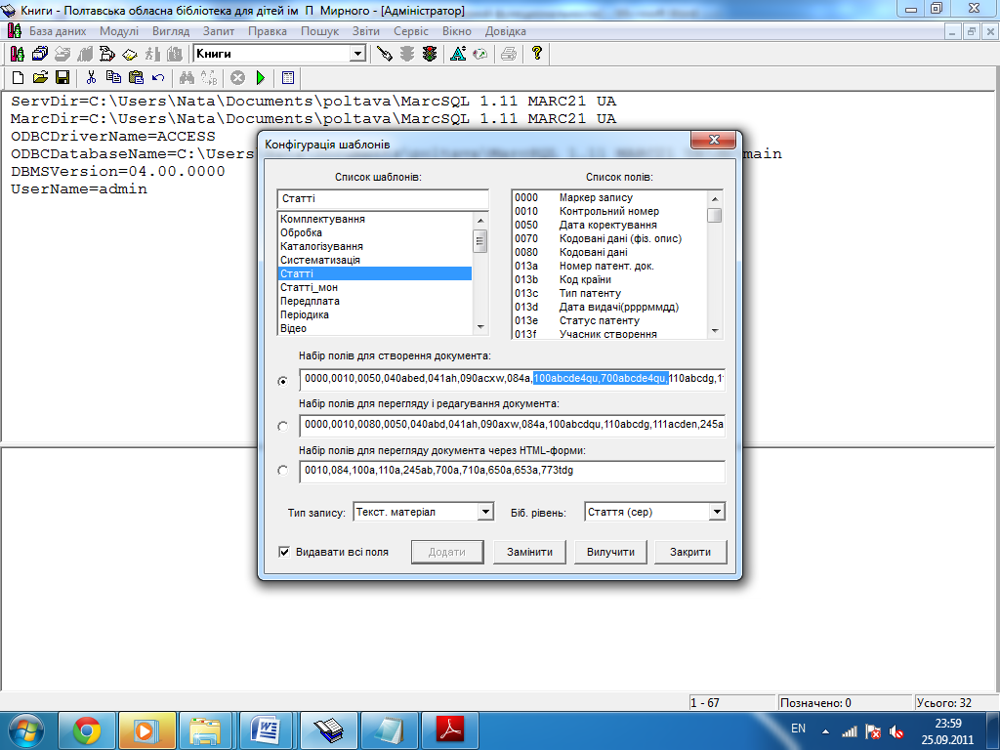 Книги - Полтавська обласна бібліотека для дітей ім П Мирного - [Адміністратор]
База даних Модулі Вигляд Запит Правка Пошук Звіти Сервіс Вікно Довідка
Книги
ServDir=C:\Users\Nata\Documents\poltava\MarcSQL 1.11 MARC21 UA
MarcDir=C:\Users\Nata\Documents\poltava\MarcSQL 1.11 MARC21 UA
ODBCDriverName=ACCESS
ODBCDatabaseName=C:\Users
main
DBMSVersion=04.00.0000
UserName=admin
Конфігурація шаблонів
Список шаблонів:
Статті
Комплектування
Обробка
Каталогізування
Систематизація
Статті
Статті_мон
Передплата
Періодика
Відео
Список полів:
0000 Маркер запису
0010 Контрольний номер
0050 Дата коректування
0070 Кодовані дані (фіз. опис)
0080 Кодовані дані
013a Номер патент. док.
013b Код країни
013c Тип патенту
013d Дата видачі(ррррммдд)
013e Статус патенту
013f Учасник створення
Набір полів для створення документа:
0000,0010,0050,040abed,041ah,090acxw,084a,100abcde4qu,700abcde4qu,110abcdg,1
Набір полів для перегляду і редагування документа:
0000,0010,0080,0050,040abd,041ah,090axw,084a,100abcdqu,110abcdg,111acden,245a
Набір полів для перегляду документа через HTML-форми:
0010,084,100a,110a,245ab,700a,710a,650a,653a,773tdg
Тип запису: Текст. матеріал Біб. рівень: Стаття (сер)
Видавати всі поля Додати Замінити Вилучити Закрити
1 - 67 Позначено: 0 Усього: 32
EN 23:59
25.09.2011